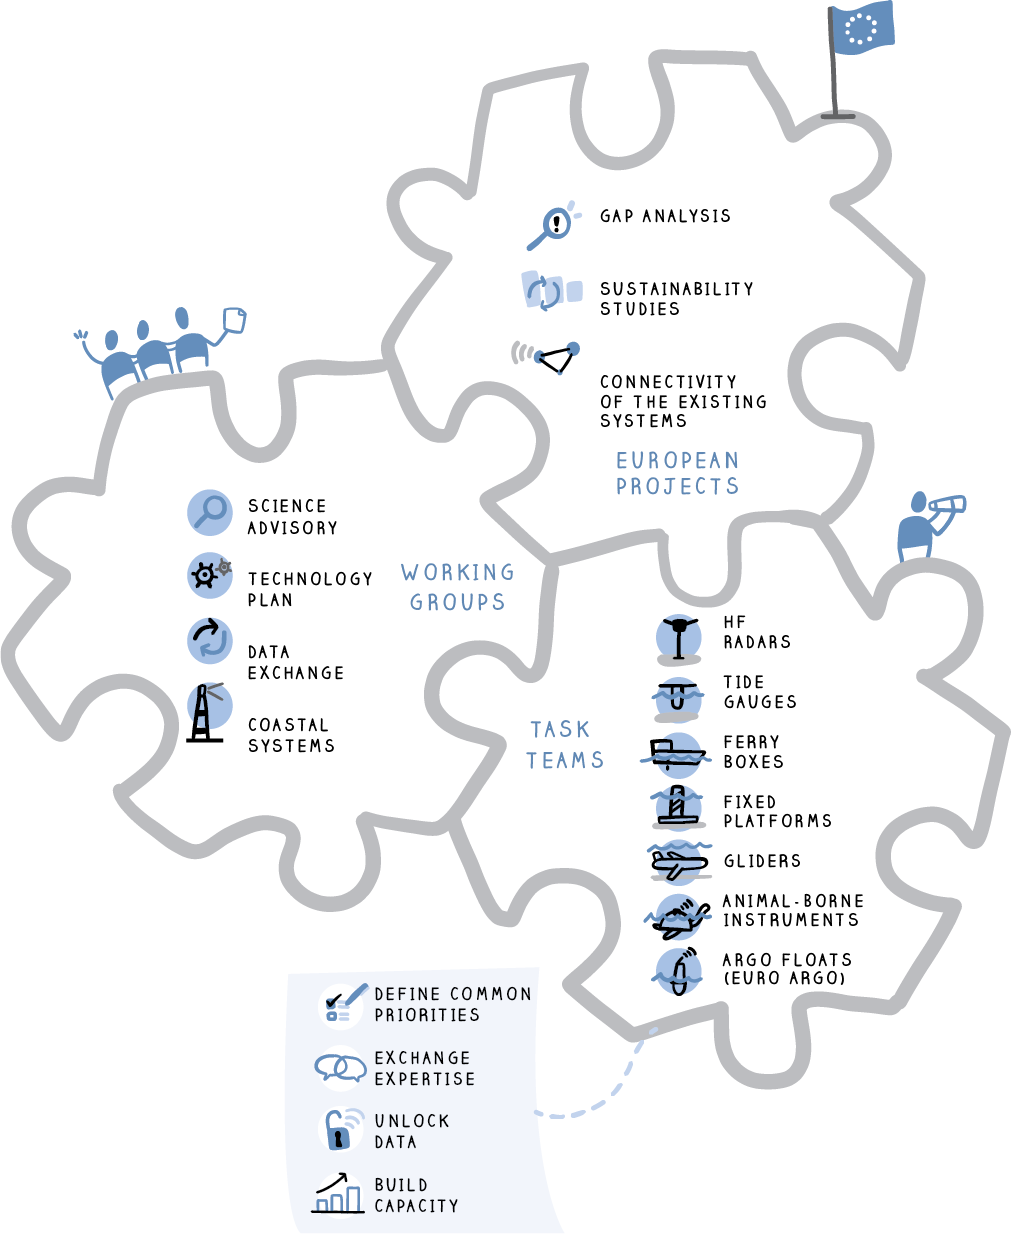 GAP ANALYSIS
SUSTAINABILITY
STUDIES
CONNECTIVITY
OF THE EXISTING
SYSTEMS
EUROPEAN
PROJECTS
SCIENCE
ADVISORY
TECHNOLOGY
PLAN
DATA
EXCHANGE
COASTAL
SYSTEMS
WORKING
GROUPS
TASK
TEAMS
HF
RADARS
TIDE
GAUGES
FERRY
BOXES
FIXED
PLATFORMS
GLIDERS
ANIMAL-BORNE
INSTRUMENTS
ARGO FLOATS
(EURO ARGO)
DEFINE COMMON
PRIORITIES
EXCHANGE
EXPERTISE
UNLOCK
DATA
BUILD
CAPACITY